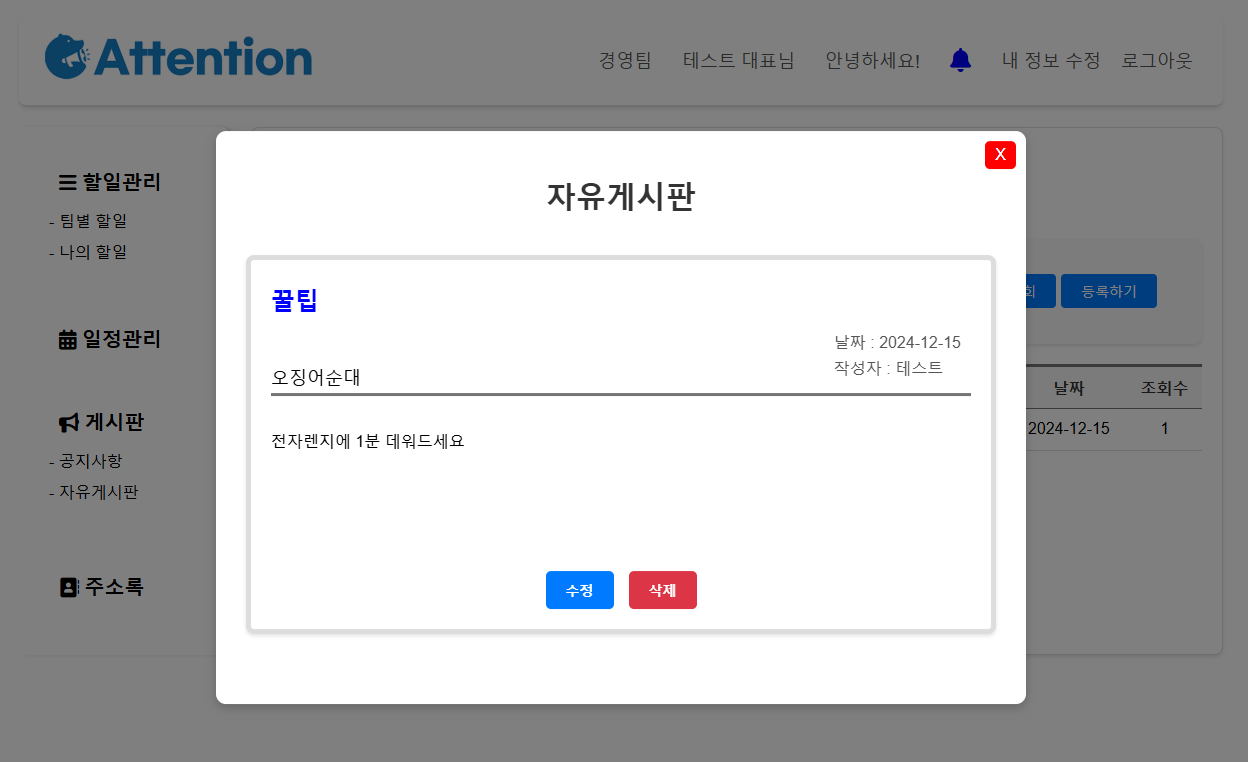 Attention
경영팀 테스트 대표님 안녕하세요! 내 정보 수정 로그아웃
할일관리
- 팀별 할일
- 나의 할일
일정관리
게시판
- 공지사항
- 자유게시판
주소록
X
자유게시판
꿀팁
날짜 : 2024-12-15
작성자 : 테스트
오징어순대
전자렌지에 1분 데워드세요
수정 삭제
회 등록하기
날짜 조회수
2024-12-15 1